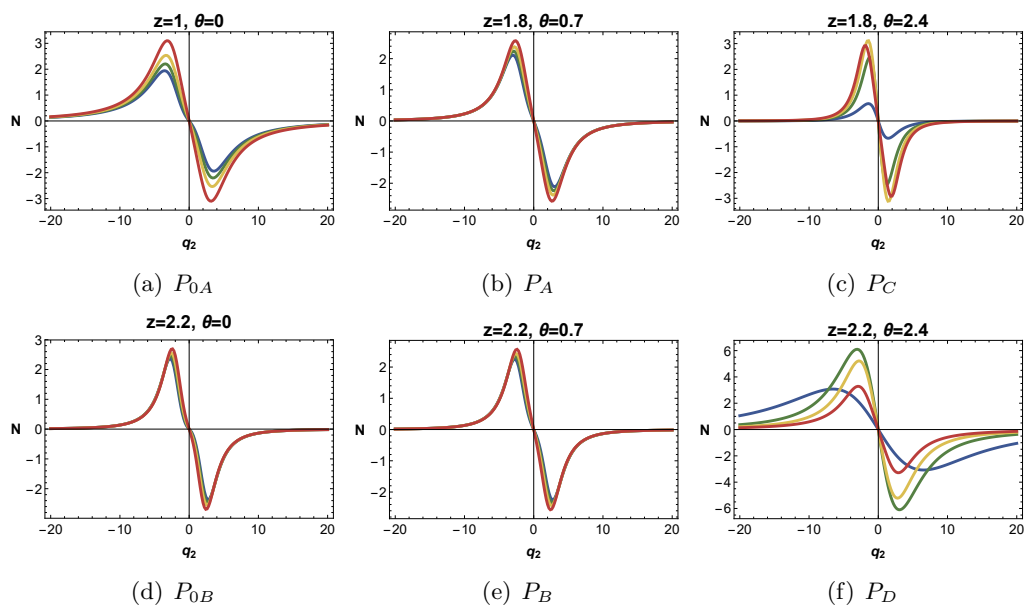 z=1, θ=0
z=1.8, θ=0.7
z=1.8, θ=2.4
3
2
1
0
−1
−2
−3
N
−20 −10 0 10 20
q₂
2
1
0
−1
−2
N
−20 −10 0 10 20
q₂
3
2
1
0
−1
−2
−3
N
−20 −10 0 10 20
q₂
(a) P₀A
(b) P_A
(c) P_C
z=2.2, θ=0
z=2.2, θ=0.7
z=2.2, θ=2.4
3
2
1
0
−1
−2
N
−20 −10 0 10 20
q₂
2
1
0
−1
−2
N
−20 −10 0 10 20
q₂
6
4
2
0
−2
−4
−6
N
−20 −10 0 10 20
q₂
(d) P₀B
(e) P_B
(f) P_D